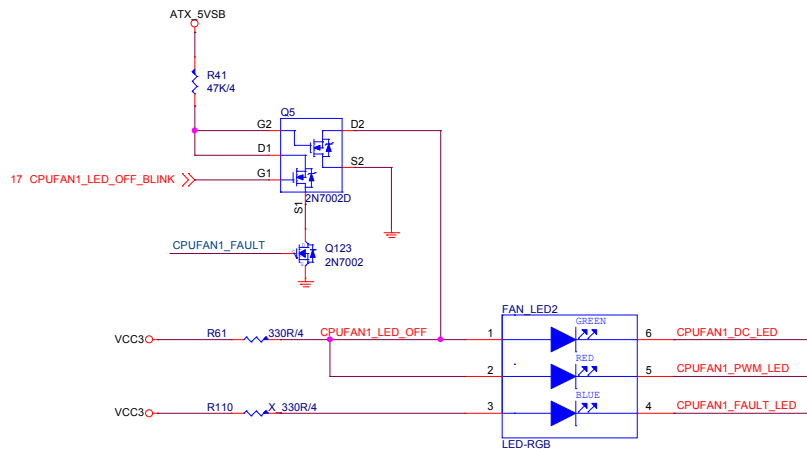 ATX_5VSB
R41
47K/4
Q5
G2
D2
D1
S2
17 CPUFAN1_LED_OFF_BLINK
G1
2N7002D
S1
CPUFAN1_FAULT
Q123
2N7002
FAN_LED2
GREEN
VCC3
R61
330R/4
CPUFAN1_LED_OFF
1
6
CPUFAN1_DC_LED
RED
2
5
CPUFAN1_PWM_LED
BLUE
VCC3
R110
X_330R/4
3
4
CPUFAN1_FAULT_LED
LED-RGB